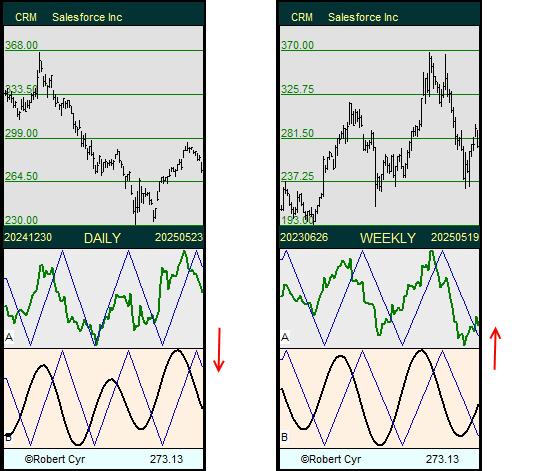 CRM Salesforce Inc
368.00
333.50
299.00
264.50
230.00
20241230 DAILY 20250523
A
B
©Robert Cyr 273.13
CRM Salesforce Inc
370.00
325.75
281.50
237.25
193.00
20230626 WEEKLY 20250519
A
B
©Robert Cyr 273.13